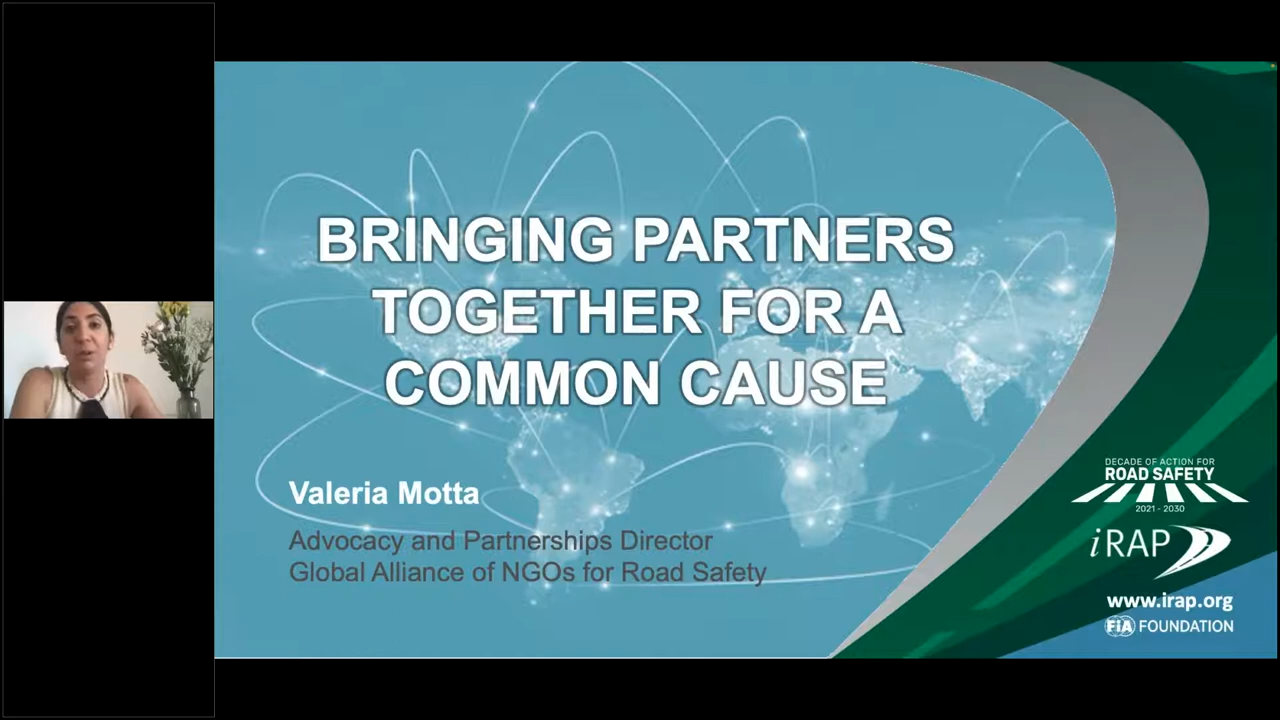 BRINGING PARTNERS
TOGETHER FOR A
COMMON CAUSE
Valeria Motta
Advocacy and Partnerships Director
Global Alliance of NGOs for Road Safety
DECADE OF ACTION FOR
ROAD SAFETY
2021 - 2030
iRAP
www.irap.org
FIA FOUNDATION